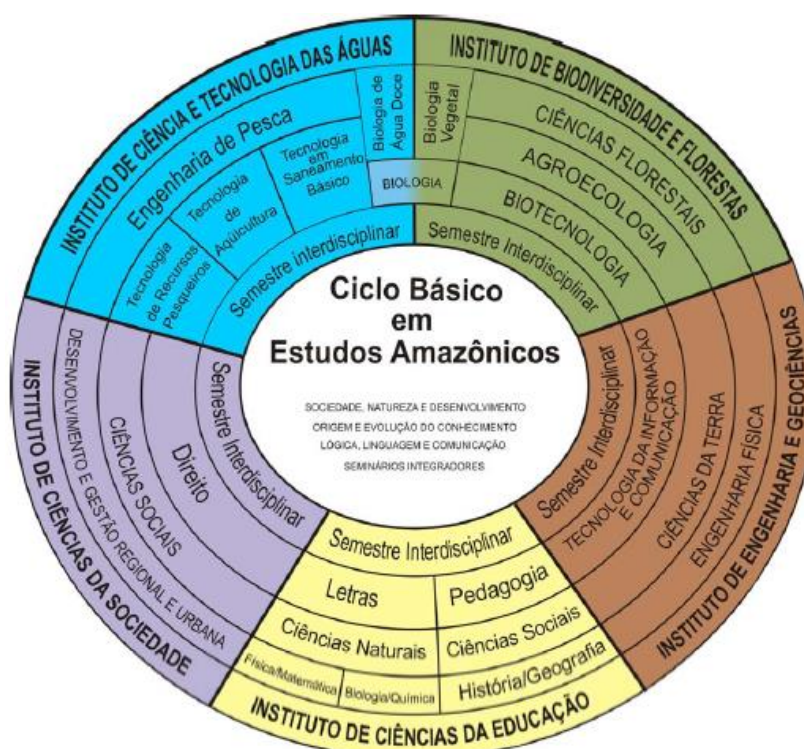 INSTITUTO DE CIÊNCIA E TECNOLOGIA DAS ÁGUAS
Engenharia de Pesca
Biologia de
Água Doce
Tecnologia
em
Saneamento
Básico
Tecnologia
de
Aqüicultura
Tecnologia
de Recursos
Pesqueiros
BIOLOGIA
Semestre interdisciplinar
INSTITUTO DE BIODIVERSIDADE E FLORESTAS
Biologia
Vegetal
CIÊNCIAS FLORESTAIS
AGROECOLOGIA
BIOTECNOLOGIA
Semestre Interdisciplinar
Ciclo Básico
em
Estudos Amazônicos
SOCIEDADE, NATUREZA E DESENVOLVIMENTO
ORIGEM E EVOLUÇÃO DO CONHECIMENTO
LÓGICA, LINGUAGEM E COMUNICAÇÃO
SEMINÁRIOS INTEGRADORES
INSTITUTO DE CIÊNCIAS DA SOCIEDADE
DESENVOLVIMENTO E GESTÃO REGIONAL E URBANA
CIÊNCIAS SOCIAIS
Direito
Semestre Interdisciplinar
Semestre Interdisciplinar
TECNOLOGIA DA INFORMAÇÃO
E COMUNICAÇÃO
CIÊNCIAS DA TERRA
ENGENHARIA FÍSICA
INSTITUTO DE ENGENHARIA E GEOCIÊNCIAS
Semestre Interdisciplinar
Letras
Pedagogia
Ciências Naturais
Ciências Sociais
Física/Matemática
Biologia/Química
História/Geografia
INSTITUTO DE CIÊNCIAS DA EDUCAÇÃO